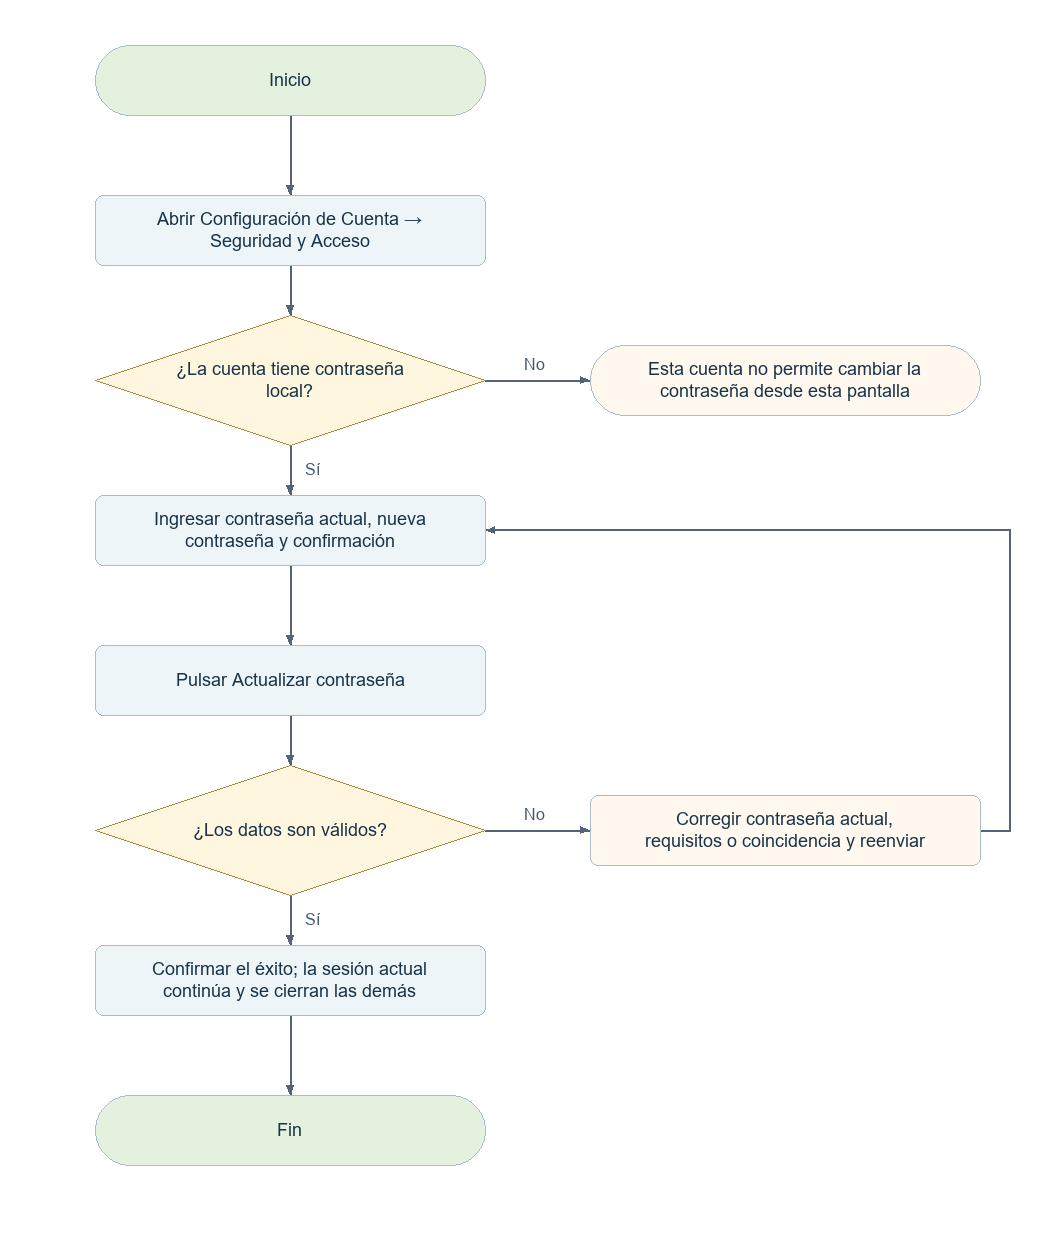 Inicio
Abrir Configuración de Cuenta →
Seguridad y Acceso
¿La cuenta tiene contraseña
local?
No
Esta cuenta no permite cambiar la
contraseña desde esta pantalla
Sí
Ingresar contraseña actual, nueva
contraseña y confirmación
Pulsar Actualizar contraseña
¿Los datos son válidos?
No
Corregir contraseña actual,
requisitos o coincidencia y reenviar
Sí
Confirmar el éxito; la sesión actual
continúa y se cierran las demás
Fin